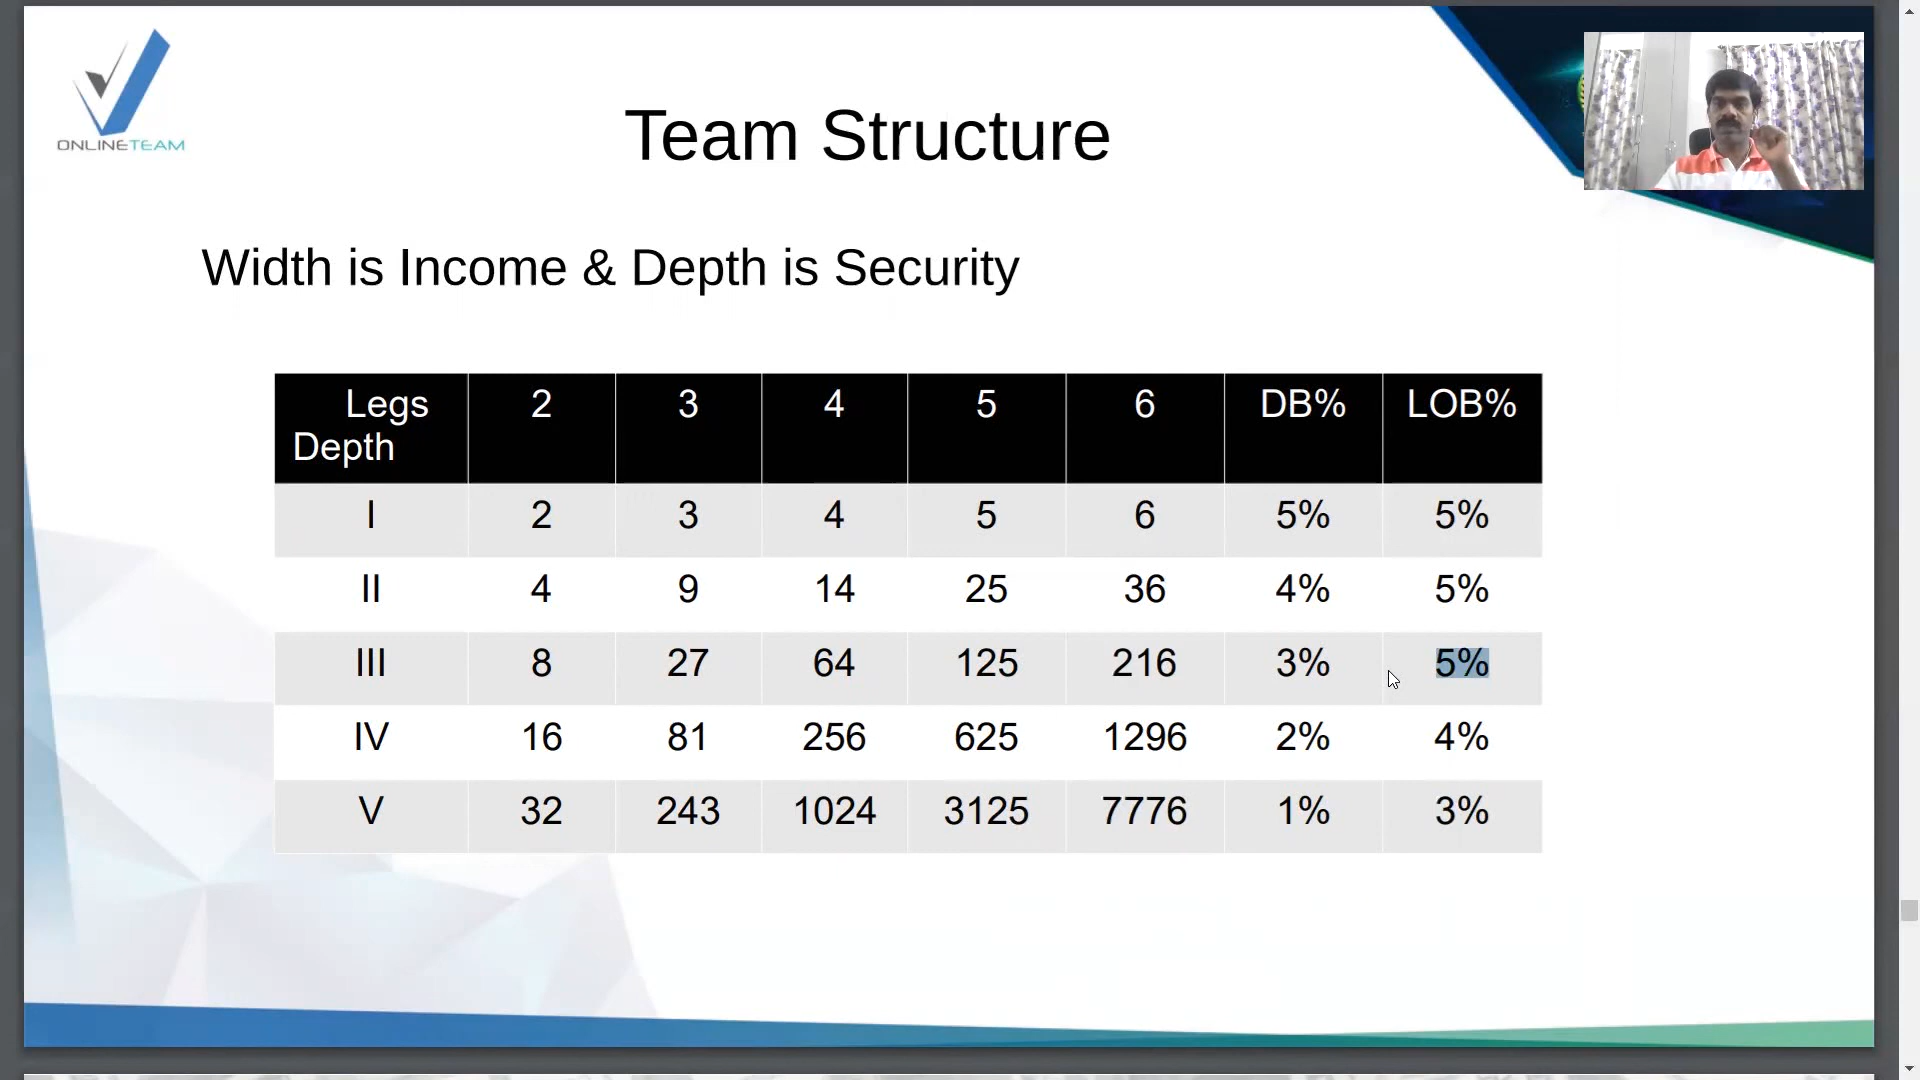 ONLINETEAM
Team Structure
Width is Income & Depth is Security
Legs 2 3 4 5 6 DB% LOB%
Depth
I 2 3 4 5 6 5% 5%
II 4 9 14 25 36 4% 5%
III 8 27 64 125 216 3% 5%
IV 16 81 256 625 1296 2% 4%
V 32 243 1024 3125 7776 1% 3%